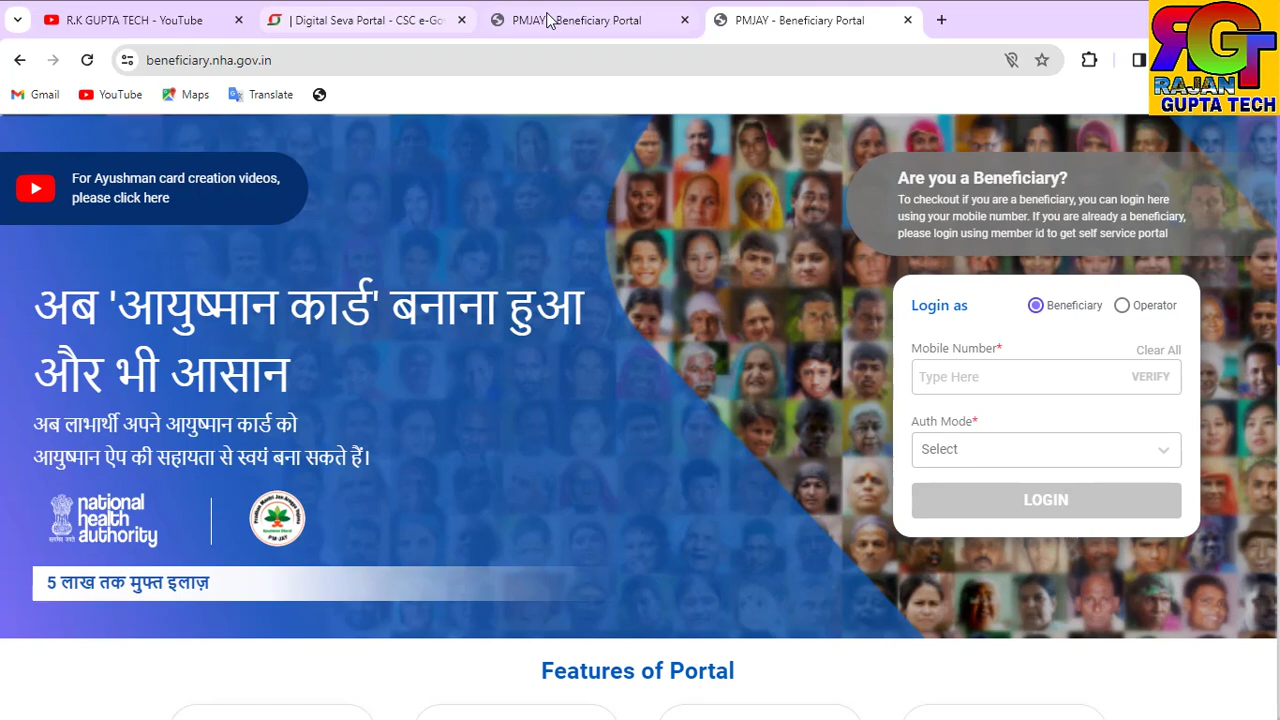 R.K GUPTA TECH - YouTube
| Digital Seva Portal - CSC e-Go
PMJAY - Beneficiary Portal
PMJAY - Beneficiary Portal
beneficiary.nha.gov.in
Gmail
YouTube
Maps
Translate
RGT
RAJAN
GUPTA TECH
For Ayushman card creation videos,
please click here
Are you a Beneficiary?
To checkout if you are a beneficiary, you can login here
using your mobile number. If you are already a beneficiary,
please login using member id to get self service portal
अब 'आयुष्मान कार्ड' बनाना हुआ
और भी आसान
अब लाभार्थी अपने आयुष्मान कार्ड को
आयुष्मान ऐप की सहायता से स्वयं बना सकते हैं।
national
health
authority
PM-JAY
5 लाख तक मुफ्त इलाज़
Login as
Beneficiary
Operator
Mobile Number*
Clear All
Type Here
VERIFY
Auth Mode*
Select
LOGIN
Features of Portal